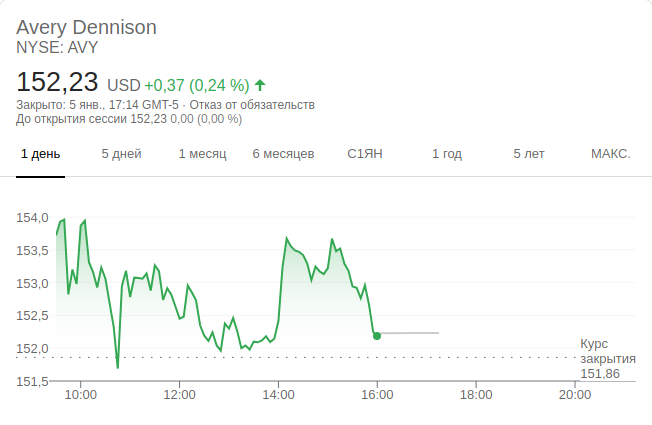 Avery Dennison
NYSE: AVY
152,23 USD +0,37 (0,24 %)
Закрыто: 5 янв., 17:14 GMT-5 · Отказ от обязательств
До открытия сессии 152,23 0,00 (0,00 %)
1 день 5 дней 1 месяц 6 месяцев С1ЯН 1 год 5 лет МАКС.
154,0
153,5
153,0
152,5
152,0
151,5
Курс
закрытия
151,86
10:00 12:00 14:00 16:00 18:00 20:00